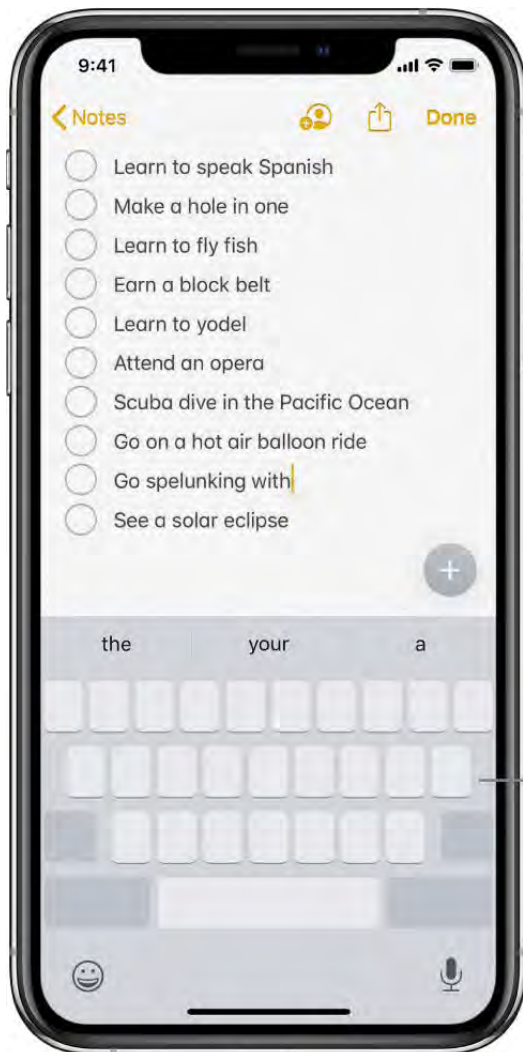 9:41
Notes
Done
Learn to speak Spanish
Make a hole in one
Learn to fly fish
Earn a block belt
Learn to yodel
Attend an opera
Scuba dive in the Pacific Ocean
Go on a hot air balloon ride
Go spelunking with
See a solar eclipse
the your a